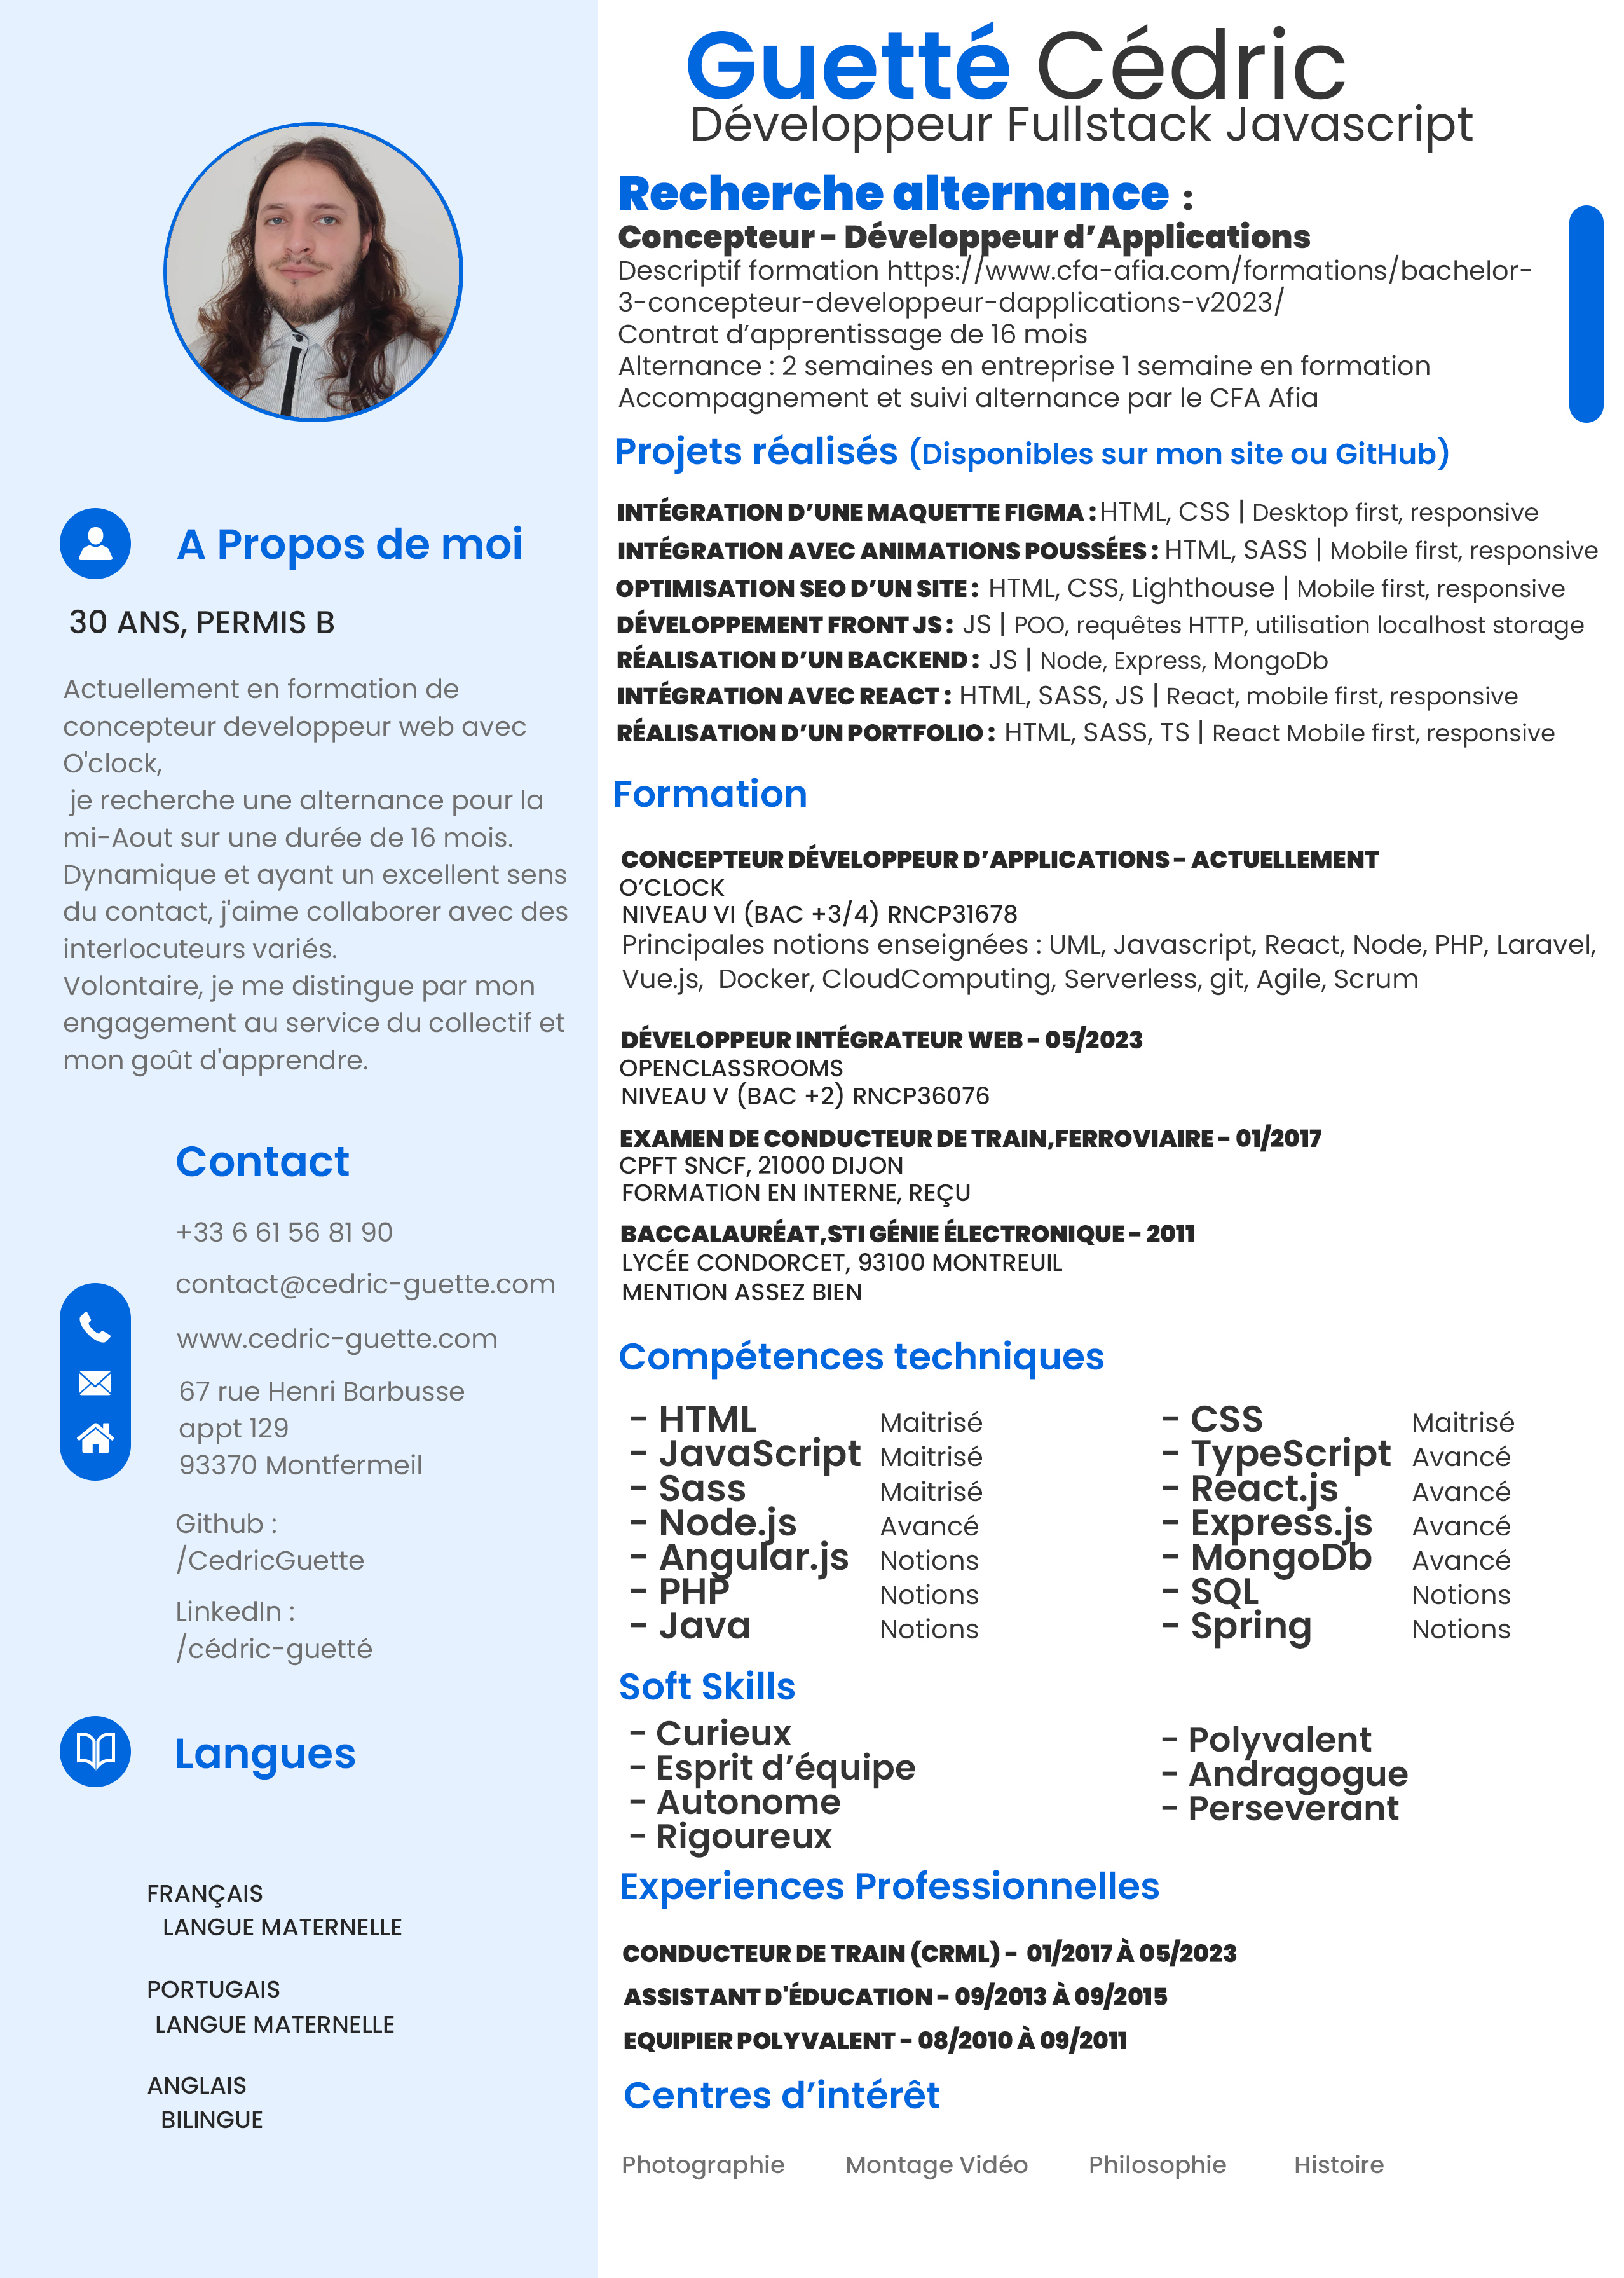 Guetté Cédric
Développeur Fullstack Javascript
A Propos de moi
30 ANS, PERMIS B
Actuellement en formation de
concepteur developpeur web avec
O'clock,
je recherche une alternance pour la
mi-Aout sur une durée de 16 mois.
Dynamique et ayant un excellent sens
du contact, j'aime collaborer avec des
interlocuteurs variés.
Volontaire, je me distingue par mon
engagement au service du collectif et
mon goût d'apprendre.
Contact
+33 6 61 56 81 90
contact@cedric-guette.com
www.cedric-guette.com
67 rue Henri Barbusse
appt 129
93370 Montfermeil
Github :
/CedricGuette
LinkedIn :
/cédric-guetté
Langues
FRANÇAIS
LANGUE MATERNELLE
PORTUGAIS
LANGUE MATERNELLE
ANGLAIS
BILINGUE
Recherche alternance :
Concepteur - Développeur d’Applications
Descriptif formation https://www.cfa-afia.com/formations/bachelor-
3-concepteur-developpeur-dapplications-v2023/
Contrat d’apprentissage de 16 mois
Alternance : 2 semaines en entreprise 1 semaine en formation
Accompagnement et suivi alternance par le CFA Afia
Projets réalisés (Disponibles sur mon site ou GitHub)
INTÉGRATION D’UNE MAQUETTE FIGMA : HTML, CSS | Desktop first, responsive
INTÉGRATION AVEC ANIMATIONS POUSSÉES : HTML, SASS | Mobile first, responsive
OPTIMISATION SEO D’UN SITE : HTML, CSS, Lighthouse | Mobile first, responsive
DÉVELOPPEMENT FRONT JS : JS | POO, requêtes HTTP, utilisation localhost storage
RÉALISATION D’UN BACKEND : JS | Node, Express, MongoDb
INTÉGRATION AVEC REACT : HTML, SASS, JS | React, mobile first, responsive
RÉALISATION D’UN PORTFOLIO : HTML, SASS, TS | React Mobile first, responsive
Formation
CONCEPTEUR DÉVELOPPEUR D’APPLICATIONS - ACTUELLEMENT
O’CLOCK
NIVEAU VI (BAC +3/4) RNCP31678
Principales notions enseignées : UML, Javascript, React, Node, PHP, Laravel,
Vue.js, Docker, CloudComputing, Serverless, git, Agile, Scrum
DÉVELOPPEUR INTÉGRATEUR WEB - 05/2023
OPENCLASSROOMS
NIVEAU V (BAC +2) RNCP36076
EXAMEN DE CONDUCTEUR DE TRAIN,FERROVIAIRE - 01/2017
CPFT SNCF, 21000 DIJON
FORMATION EN INTERNE, REÇU
BACCALAURÉAT,STI GÉNIE ÉLECTRONIQUE - 2011
LYCÉE CONDORCET, 93100 MONTREUIL
MENTION ASSEZ BIEN
Compétences techniques
- HTML Maitrisé - CSS Maitrisé
- JavaScript Maitrisé - TypeScript Avancé
- Sass Maitrisé - React.js Avancé
- Node.js Avancé - Express.js Avancé
- Angular.js Notions - MongoDb Avancé
- PHP Notions - SQL Notions
- Java Notions - Spring Notions
Soft Skills
- Curieux - Polyvalent
- Esprit d’équipe - Andragogue
- Autonome - Perseverant
- Rigoureux
Experiences Professionnelles
CONDUCTEUR DE TRAIN (CRML) - 01/2017 À 05/2023
ASSISTANT D'ÉDUCATION - 09/2013 À 09/2015
EQUIPIER POLYVALENT - 08/2010 À 09/2011
Centres d’intérêt
Photographie Montage Vidéo Philosophie Histoire